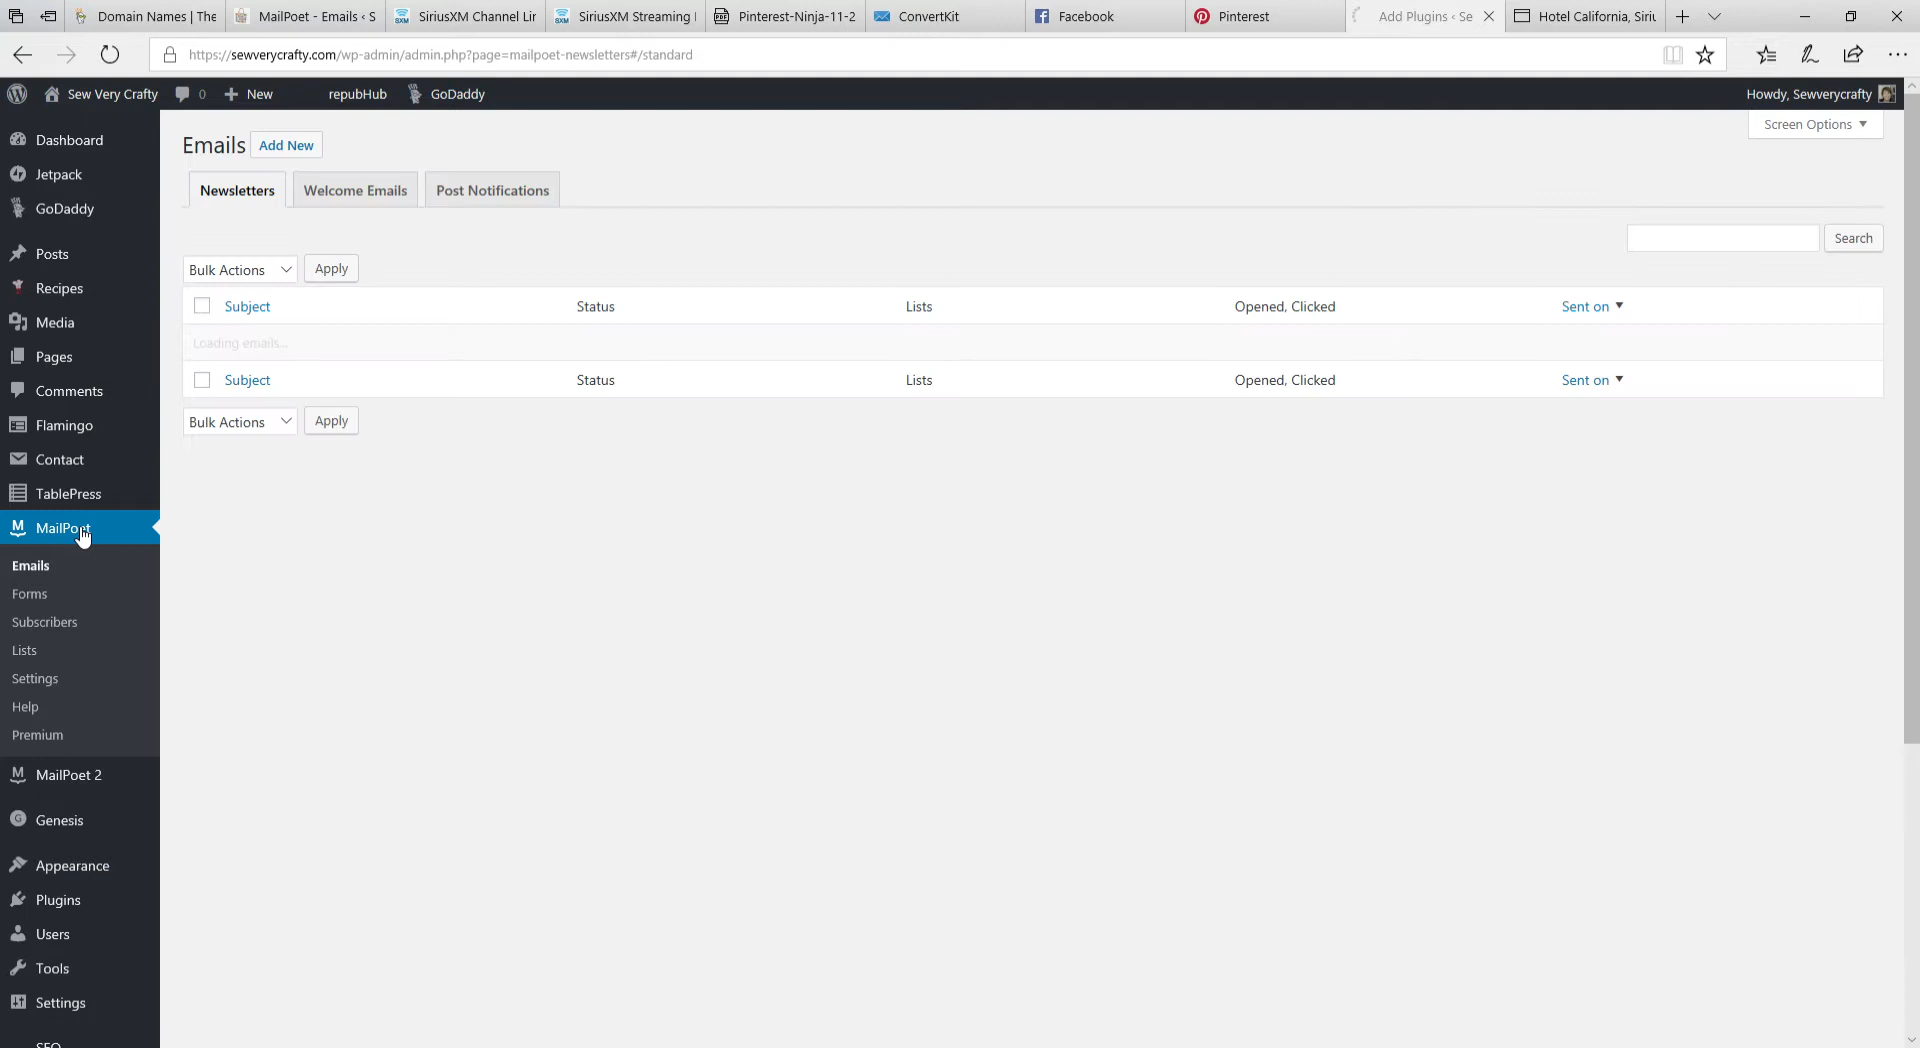 Domain Names | The
MailPoet - Emails ‹ S
SiriusXM Channel Lir
SiriusXM Streaming
Pinterest-Ninja-11-2
ConvertKit
Facebook
Pinterest
Add Plugins ‹ Se
Hotel California, Siriu
https://sewverycrafty.com/wp-admin/admin.php?page=mailpoet-newsletters#/standard
Sew Very Crafty
0
New
repubHub
GoDaddy
Howdy, Sewverycrafty
Screen Options
Dashboard
Jetpack
GoDaddy
Posts
Recipes
Media
Pages
Comments
Flamingo
Contact
TablePress
MailPoet
Emails
Forms
Subscribers
Lists
Settings
Help
Premium
MailPoet 2
Genesis
Appearance
Plugins
Users
Tools
Settings
SEO
Emails Add New
Newsletters Welcome Emails Post Notifications
Search
Bulk Actions Apply
Subject Status Lists Opened, Clicked Sent on
Loading emails...
Subject Status Lists Opened, Clicked Sent on
Bulk Actions Apply